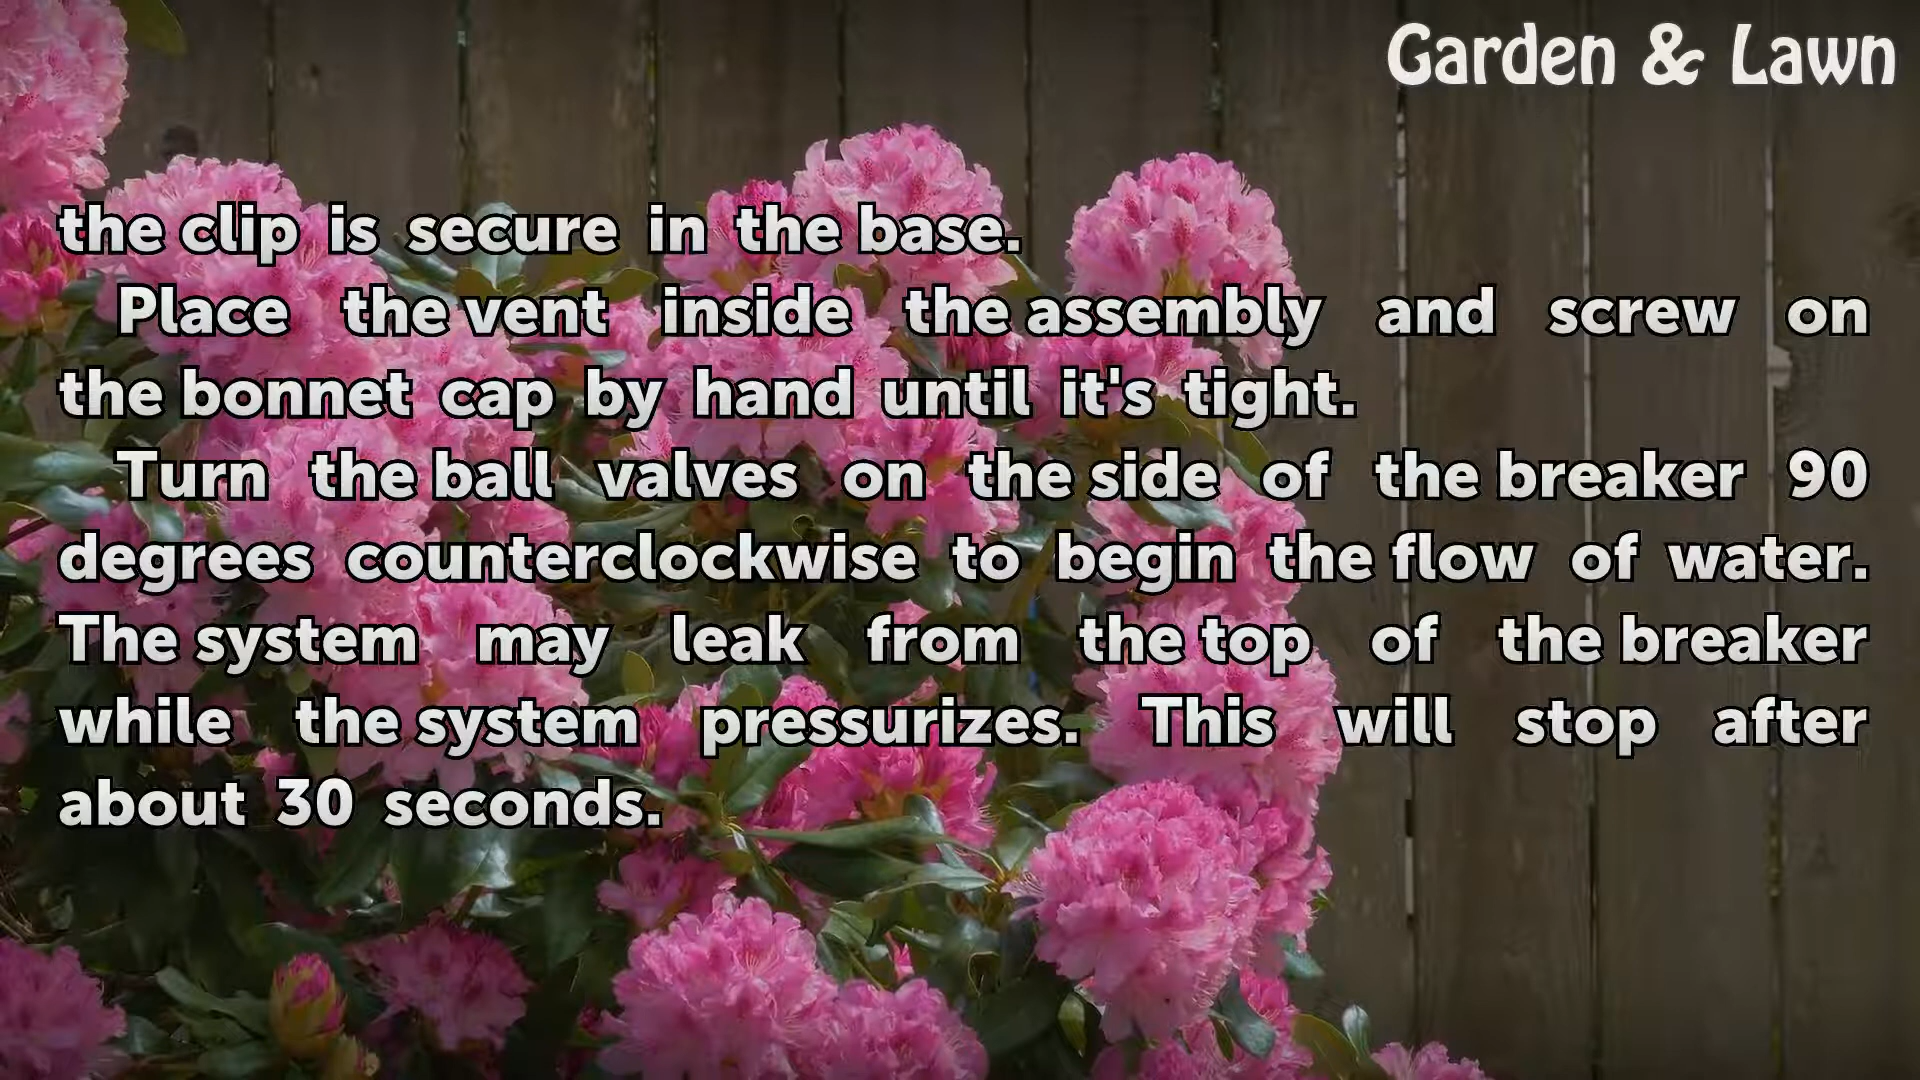 Garden & Lawn
the clip is secure in the base.
Place the vent inside the assembly and screw on
the bonnet cap by hand until it's tight.
Turn the ball valves on the side of the breaker 90
degrees counterclockwise to begin the flow of water.
The system may leak from the top of the breaker
while the system pressurizes. This will stop after
about 30 seconds.